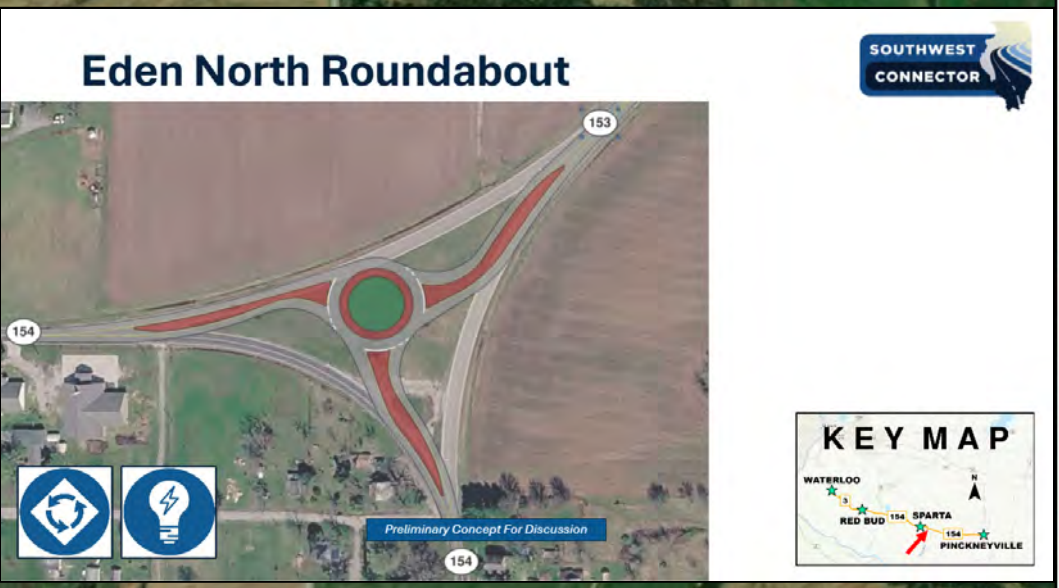 Eden North Roundabout
SOUTHWEST
CONNECTOR
153
154
Preliminary Concept For Discussion
154
KEY MAP
N
WATERLOO
3
RED BUD
154
SPARTA
154
PINCKNEYVILLE